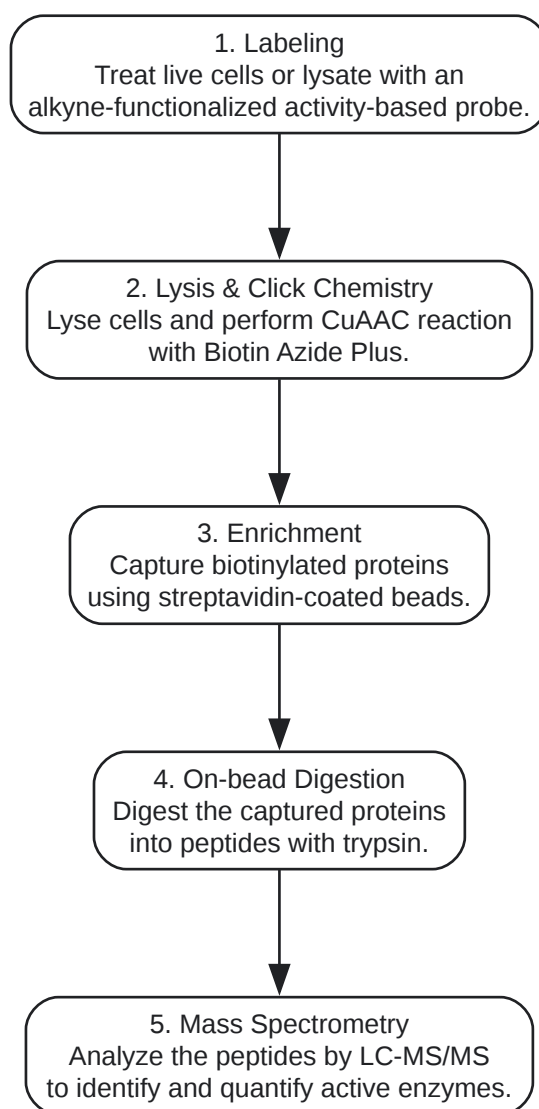 1. Labeling
Treat live cells or lysate with an
alkyne-functionalized activity-based probe.
2. Lysis & Click Chemistry
Lyse cells and perform CuAAC reaction
with Biotin Azide Plus.
3. Enrichment
Capture biotinylated proteins
using streptavidin-coated beads.
4. On-bead Digestion
Digest the captured proteins
into peptides with trypsin.
5. Mass Spectrometry
Analyze the peptides by LC-MS/MS
to identify and quantify active enzymes.